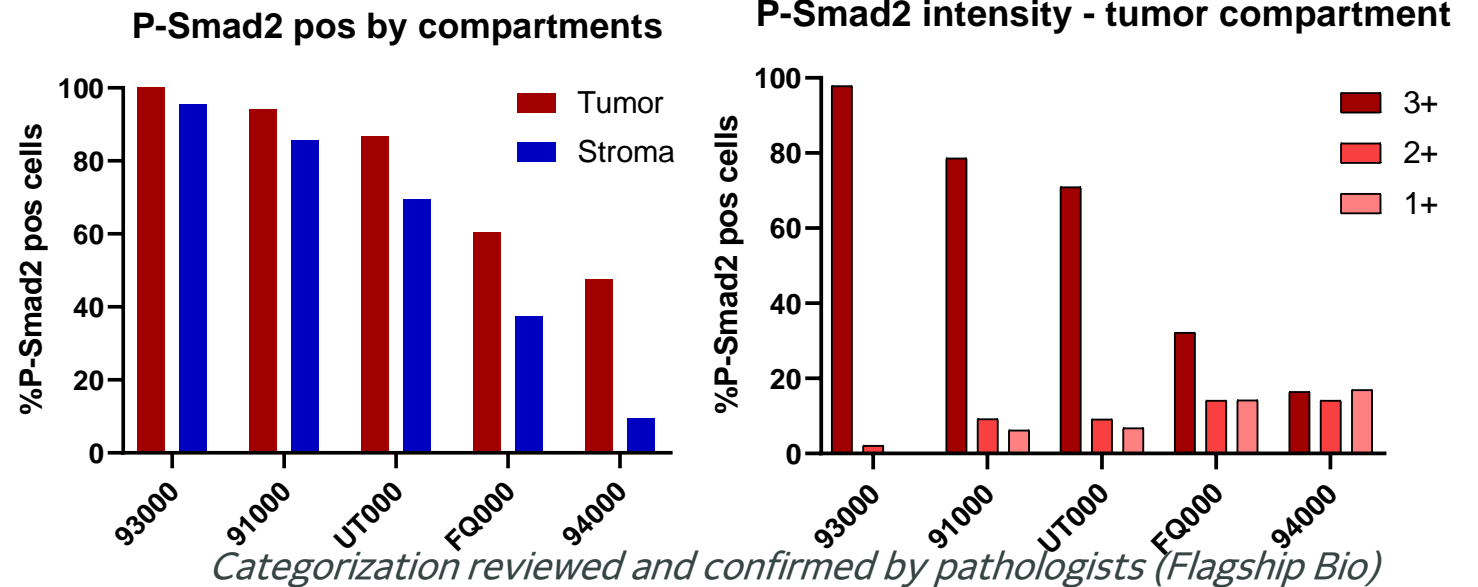 P-Smad2 pos by compartments
%P-Smad2 pos cells
100
80
60
40
20
0
Tumor
Stroma
93000
91000
UT000
FQ000
94000
P-Smad2 intensity - tumor compartment
%P-Smad2 pos cells
100
80
60
40
20
0
3+
2+
1+
93000
91000
UT000
FQ000
94000
Categorization reviewed and confirmed by pathologists (Flagship Bio)